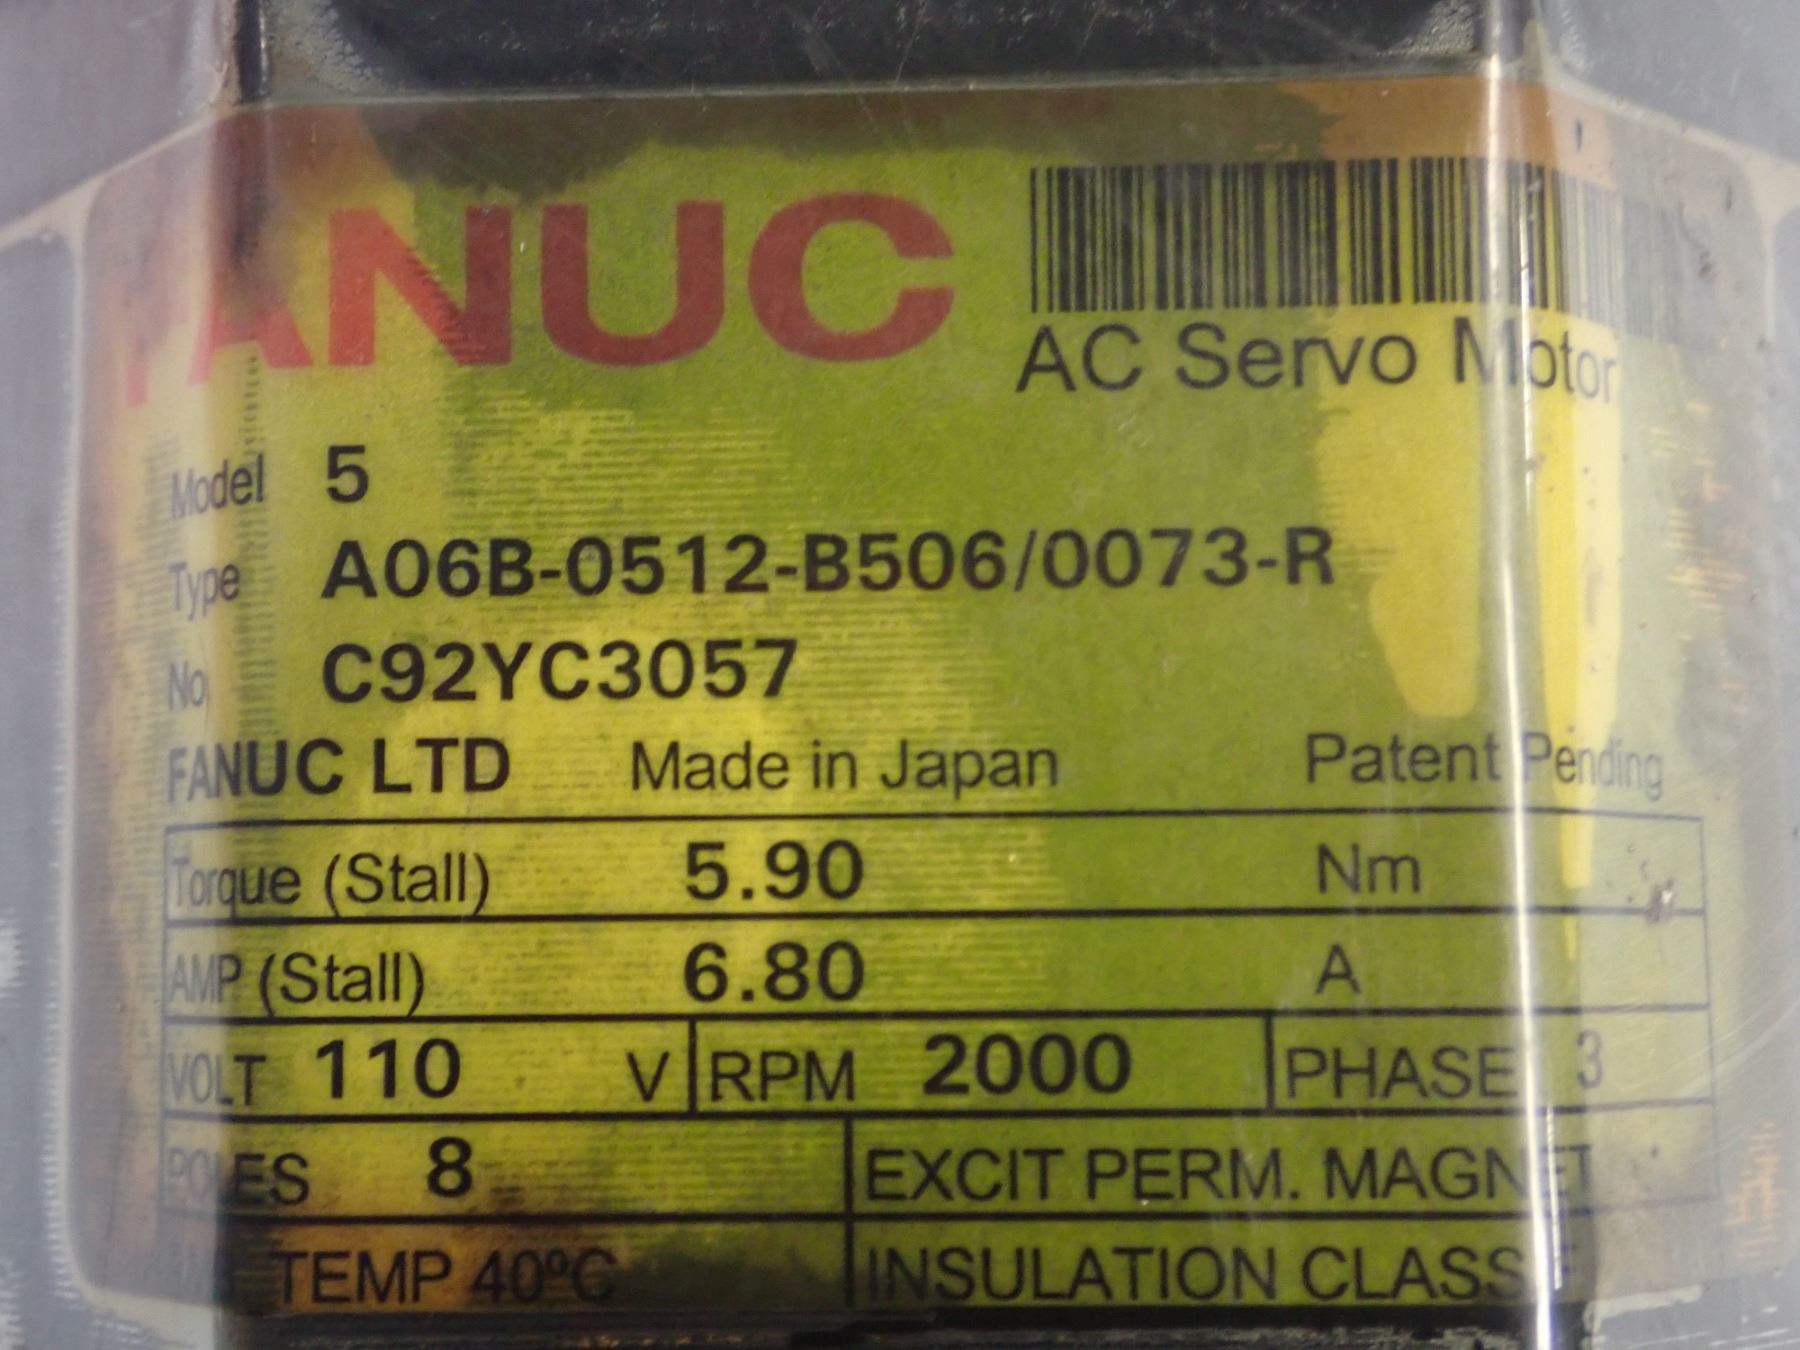 FANUC
AC Servo Motor
Model 5
Type A06B-0512-B506/0073-R
No. C92YC3057
FANUC LTD Made in Japan Patent Pending
Torque (Stall) 5.90 Nm
AMP (Stall) 6.80 A
VOLT 110 V RPM 2000 PHASE 3
POLES 8 EXCIT PERM. MAGNET
TEMP 40ºC INSULATION CLASS F